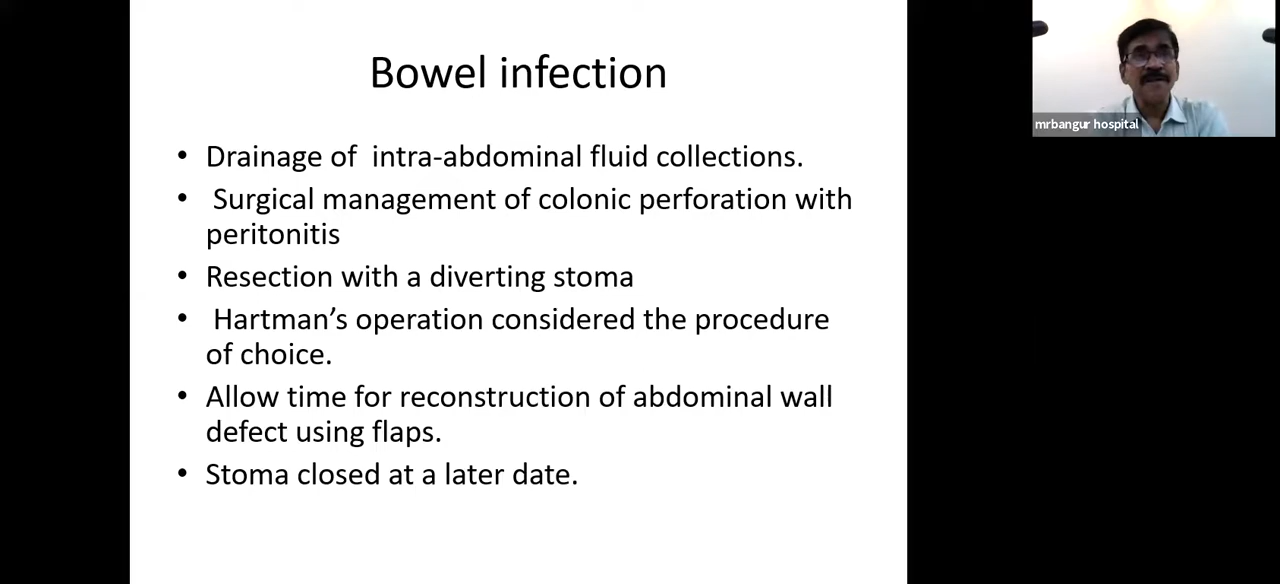 Bowel infection
• Drainage of  intra-abdominal fluid collections.
•  Surgical management of colonic perforation with
peritonitis
• Resection with a diverting stoma
•  Hartman’s operation considered the procedure
of choice.
• Allow time for reconstruction of abdominal wall
defect using flaps.
• Stoma closed at a later date.
mrbangur hospital